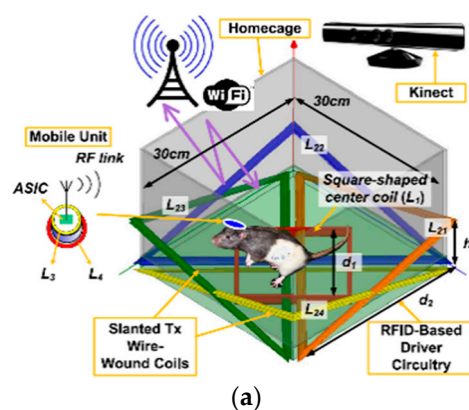 Homecage
Kinect
WiFi
30cm
30cm
Mobile Unit
RF link
ASIC
L₂₂
Square-shaped
center coil (L₁)
L₂₃
L₂₁
h
L₃
L₄
d₁
L₂₄
d₂
Slanted Tx
Wire-
Wound Coils
RFID-Based
Driver
Circuitry
(a)